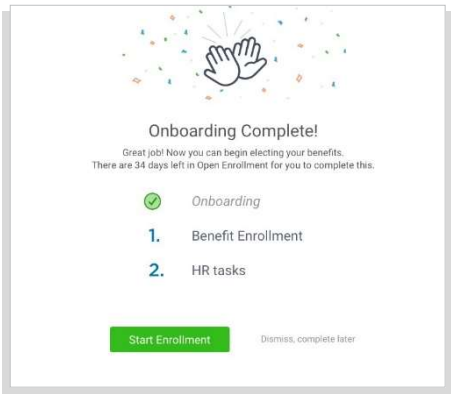 Onboarding Complete!
Great job! Now you can begin electing your benefits.
There are 34 days left in Open Enrollment for you to complete this.
Onboarding
1. Benefit Enrollment
2. HR tasks
Start Enrollment
Dismiss, complete later